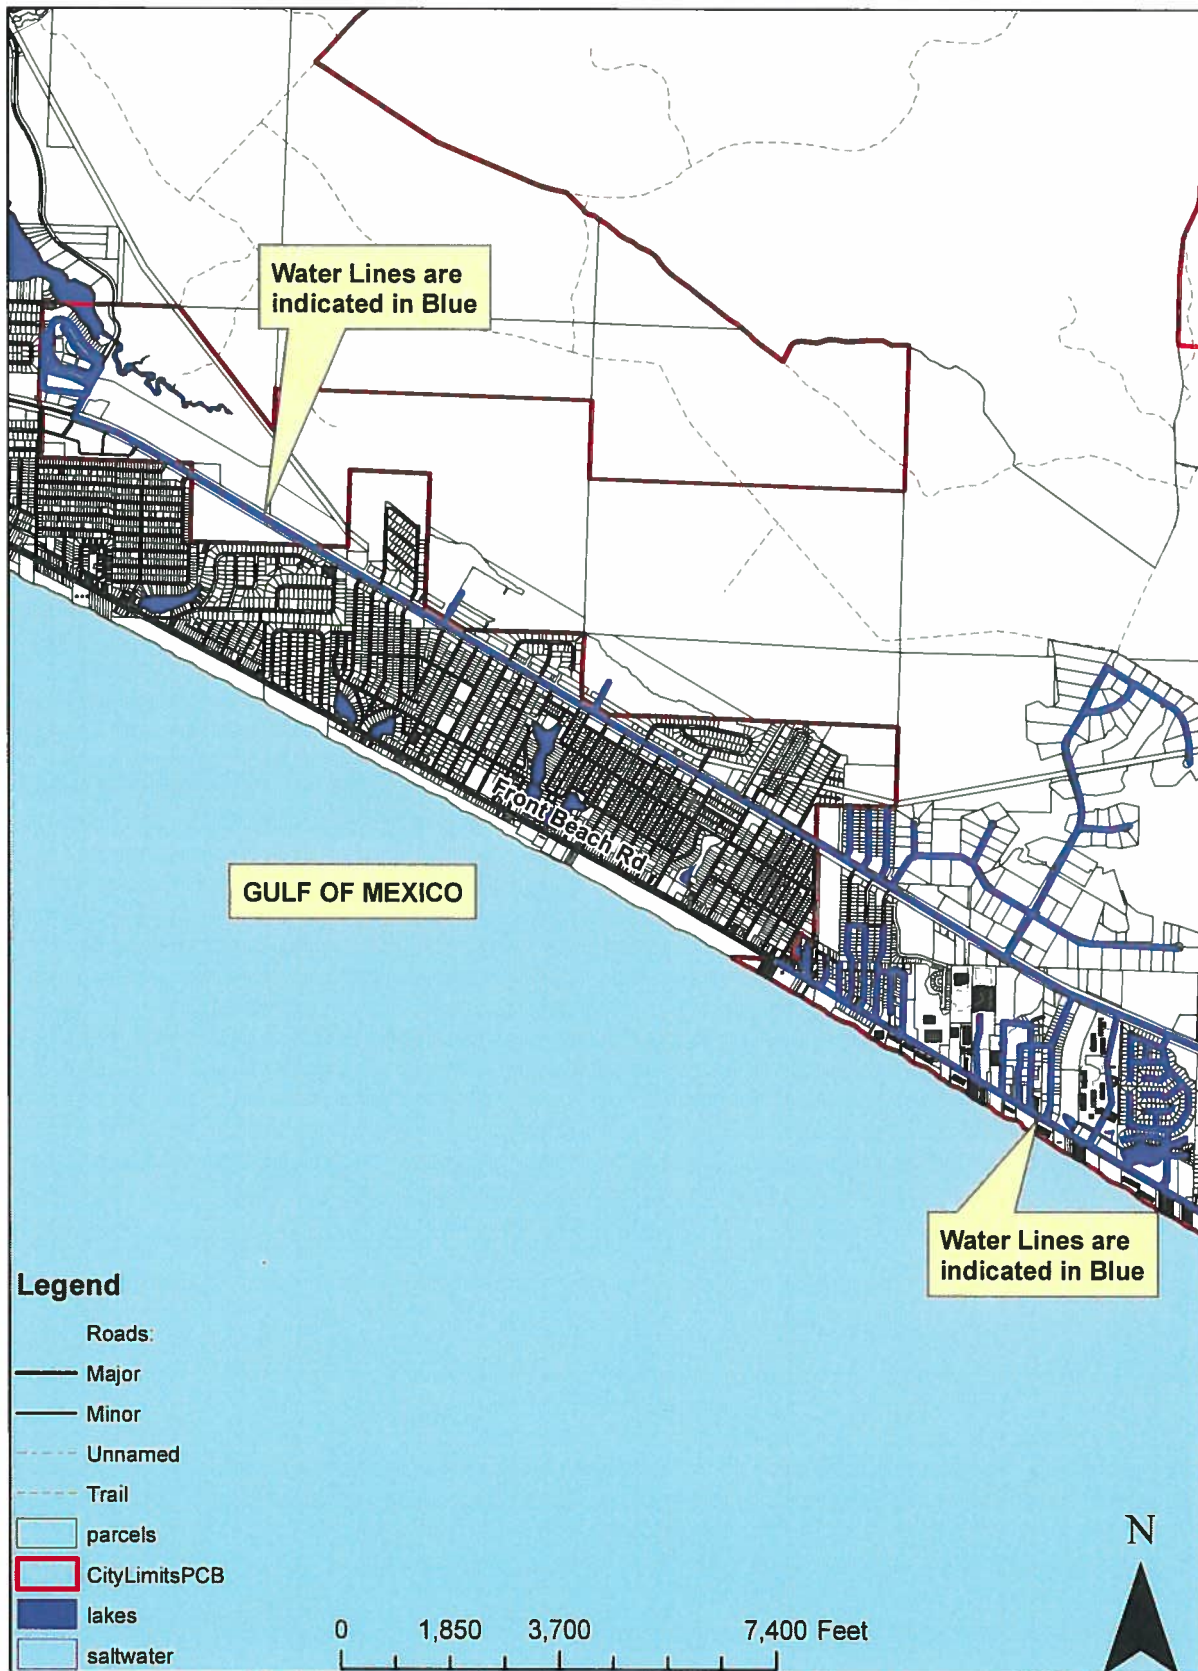 Water Lines are
indicated in Blue
Front Beach Rd
GULF OF MEXICO
Water Lines are
indicated in Blue
Legend
Roads:
Major
Minor
Unnamed
Trail
parcels
CityLimitsPCB
lakes
saltwater
0 1,850 3,700 7,400 Feet
N